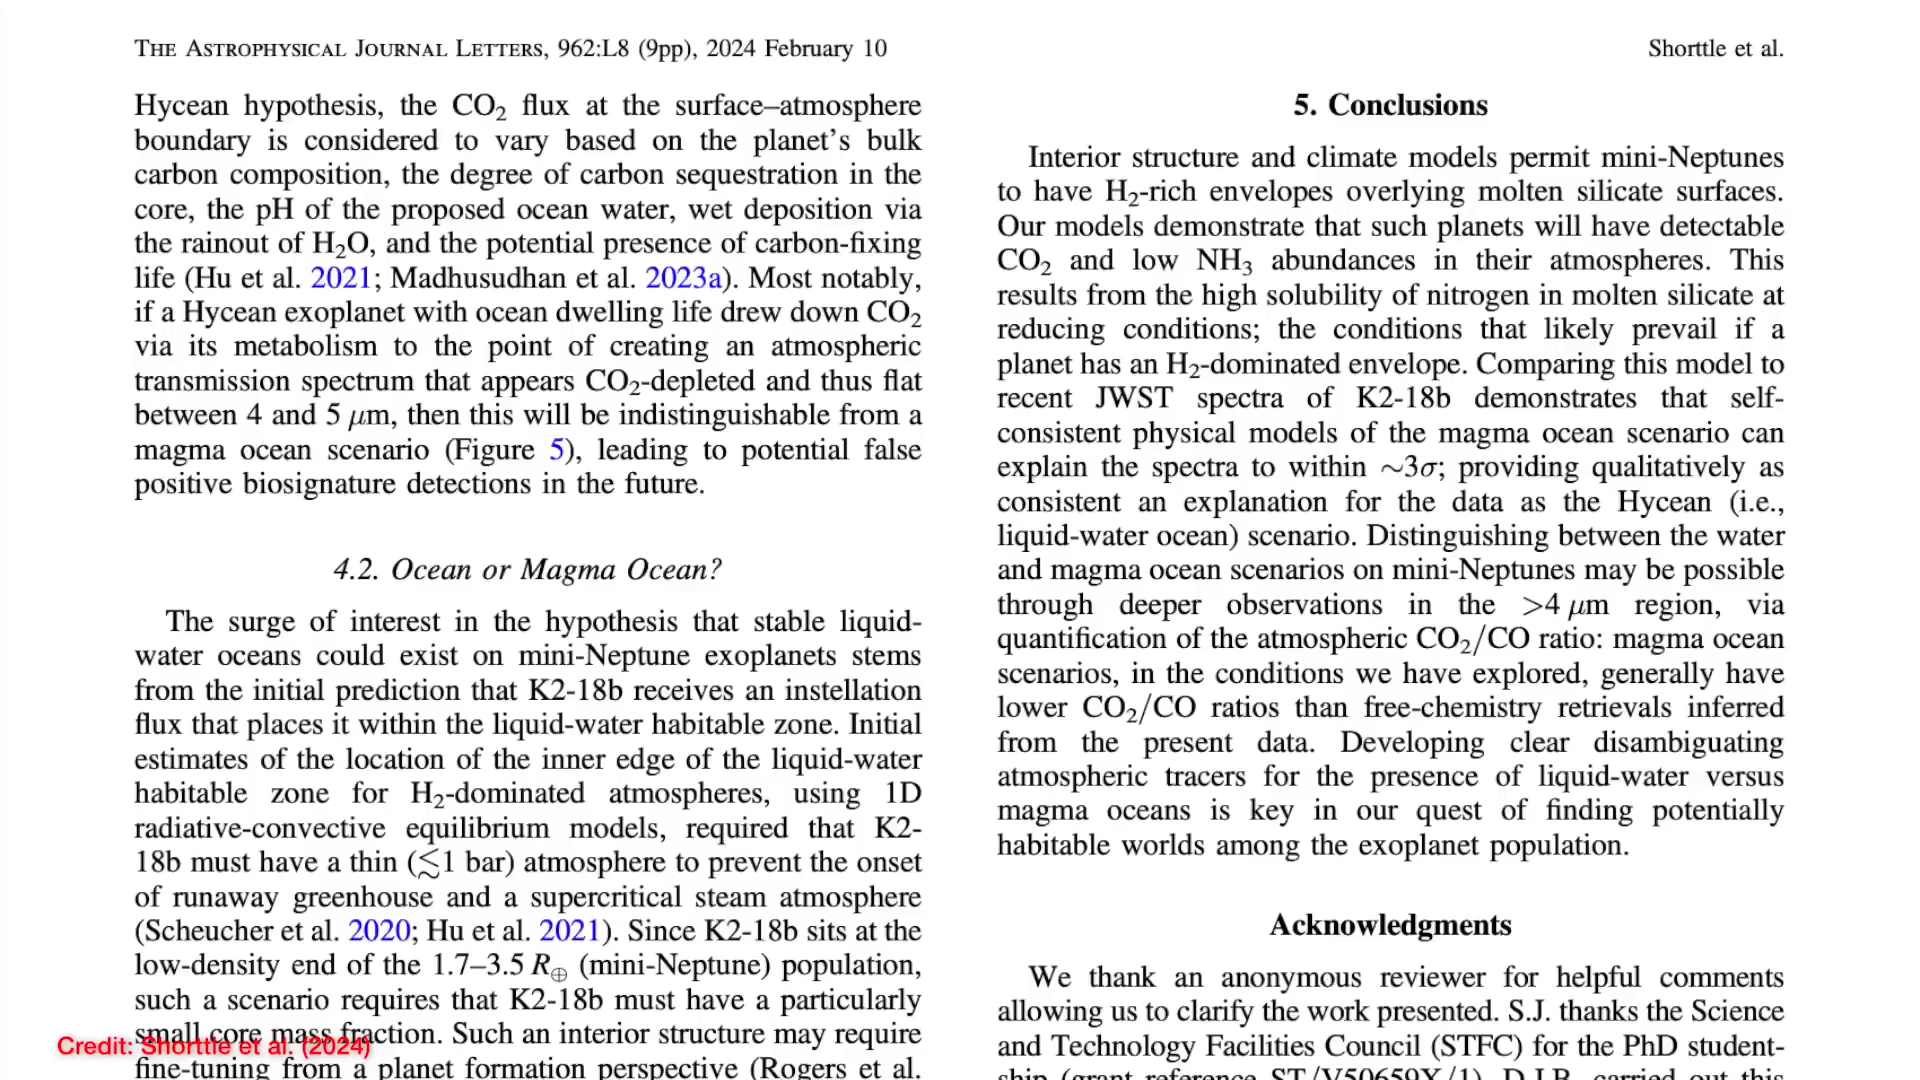 THE ASTROPHYSICAL JOURNAL LETTERS, 962:L8 (9pp), 2024 February 10
Shorttle et al.
Hycean hypothesis, the CO₂ flux at the surface–atmosphere
boundary is considered to vary based on the planet's bulk
carbon composition, the degree of carbon sequestration in the
core, the pH of the proposed ocean water, wet deposition via
the rainout of H₂O, and the potential presence of carbon-fixing
life (Hu et al. 2021; Madhusudhan et al. 2023a). Most notably,
if a Hycean exoplanet with ocean dwelling life drew down CO₂
via its metabolism to the point of creating an atmospheric
transmission spectrum that appears CO₂-depleted and thus flat
between 4 and 5 μm, then this will be indistinguishable from a
magma ocean scenario (Figure 5), leading to potential false
positive biosignature detections in the future.
4.2. Ocean or Magma Ocean?
The surge of interest in the hypothesis that stable liquid-
water oceans could exist on mini-Neptune exoplanets stems
from the initial prediction that K2-18b receives an instellation
flux that places it within the liquid-water habitable zone. Initial
estimates of the location of the inner edge of the liquid-water
habitable zone for H₂-dominated atmospheres, using 1D
radiative-convective equilibrium models, required that K2-
18b must have a thin (≲1 bar) atmosphere to prevent the onset
of runaway greenhouse and a supercritical steam atmosphere
(Scheucher et al. 2020; Hu et al. 2021). Since K2-18b sits at the
low-density end of the 1.7–3.5 R⊕ (mini-Neptune) population,
such a scenario requires that K2-18b must have a particularly
small core mass fraction. Such an interior structure may require
fine-tuning from a planet formation perspective (Rogers et al.
5. Conclusions
Interior structure and climate models permit mini-Neptunes
to have H₂-rich envelopes overlying molten silicate surfaces.
Our models demonstrate that such planets will have detectable
CO₂ and low NH₃ abundances in their atmospheres. This
results from the high solubility of nitrogen in molten silicate at
reducing conditions; the conditions that likely prevail if a
planet has an H₂-dominated envelope. Comparing this model to
recent JWST spectra of K2-18b demonstrates that self-
consistent physical models of the magma ocean scenario can
explain the spectra to within ∼3σ; providing qualitatively as
consistent an explanation for the data as the Hycean (i.e.,
liquid-water ocean) scenario. Distinguishing between the water
and magma ocean scenarios on mini-Neptunes may be possible
through deeper observations in the >4 μm region, via
quantification of the atmospheric CO₂/CO ratio: magma ocean
scenarios, in the conditions we have explored, generally have
lower CO₂/CO ratios than free-chemistry retrievals inferred
from the present data. Developing clear disambiguating
atmospheric tracers for the presence of liquid-water versus
magma oceans is key in our quest of finding potentially
habitable worlds among the exoplanet population.
Acknowledgments
We thank an anonymous reviewer for helpful comments
allowing us to clarify the work presented. S.J. thanks the Science
and Technology Facilities Council (STFC) for the PhD student-
ship (grant reference ST/V50659X/1). D.J.B. carried out this
Credit: Shorttle et al. (2024)